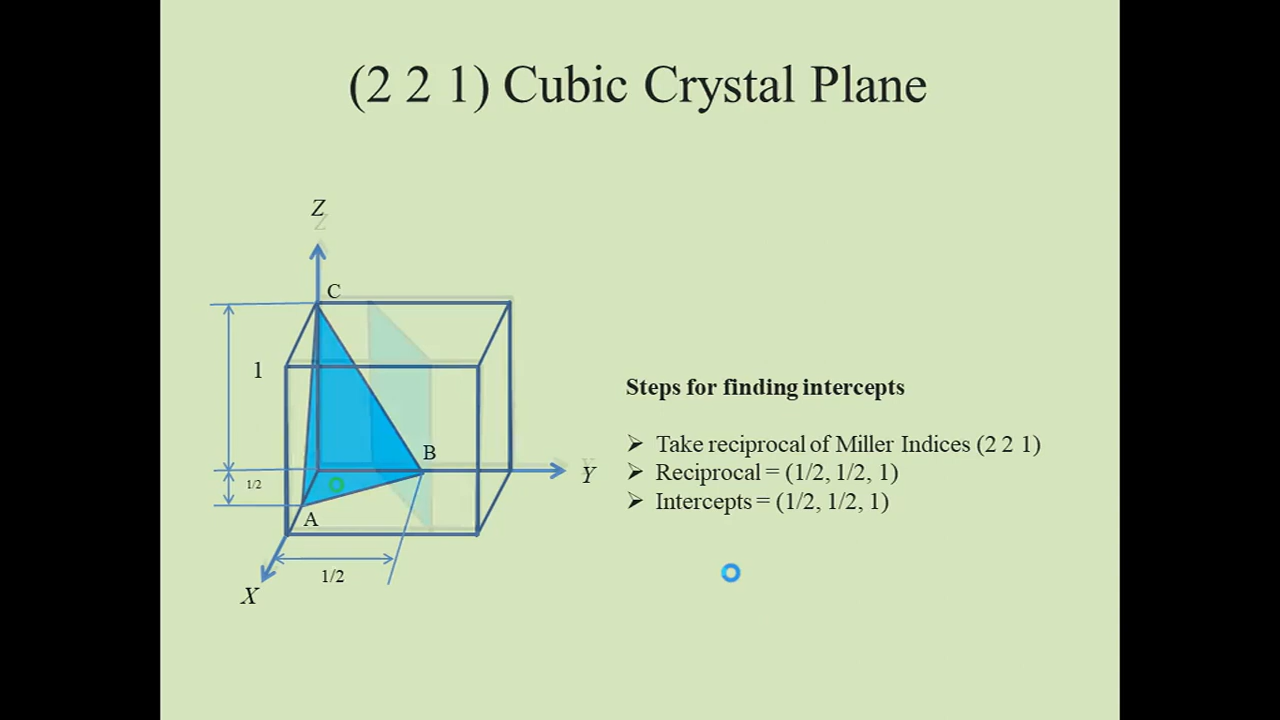 (2 2 1) Cubic Crystal Plane
Z
Z
C
1
Steps for finding intercepts
B
➢ Take reciprocal of Miller Indices (2 2 1)
Y
➢ Reciprocal = (1/2, 1/2, 1)
1/2
➢ Intercepts = (1/2, 1/2, 1)
A
1/2
X